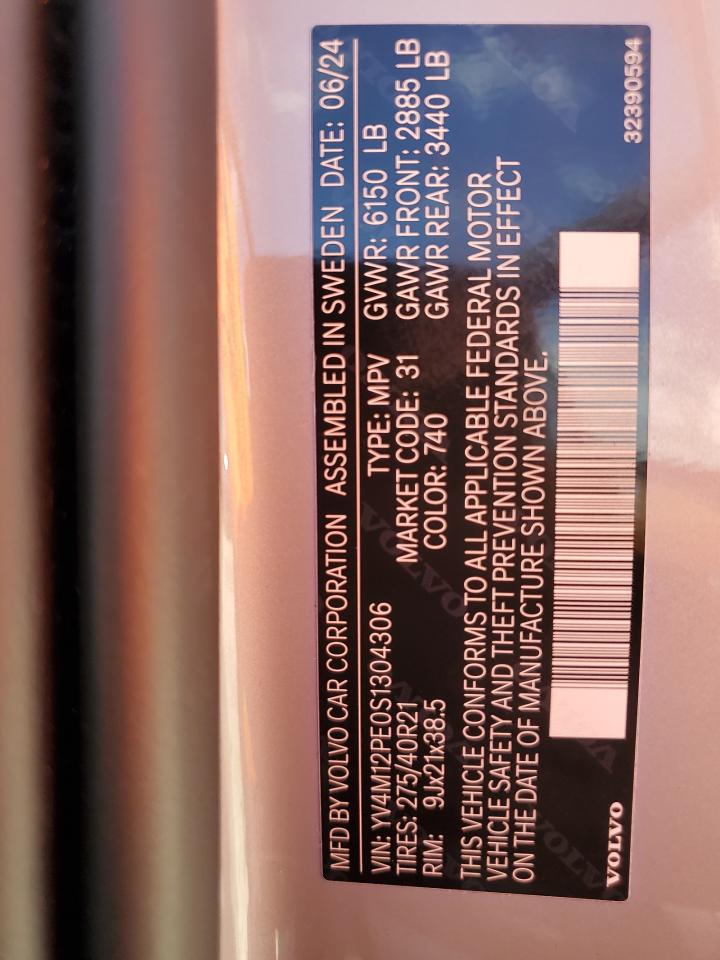 MFD BY VOLVO CAR CORPORATION ASSEMBLED IN SWEDEN DATE: 06/24
VIN: YV4M12PE0S1304306 TYPE: MPV GVWR: 6150 LB
TIRES: 275/40R21 MARKET CODE: 31 GAWR FRONT: 2885 LB
RIM: 9Jx21x38.5 COLOR: 740 GAWR REAR: 3440 LB
THIS VEHICLE CONFORMS TO ALL APPLICABLE FEDERAL MOTOR
VEHICLE SAFETY AND THEFT PREVENTION STANDARDS IN EFFECT
ON THE DATE OF MANUFACTURE SHOWN ABOVE.
VOLVO 32390594